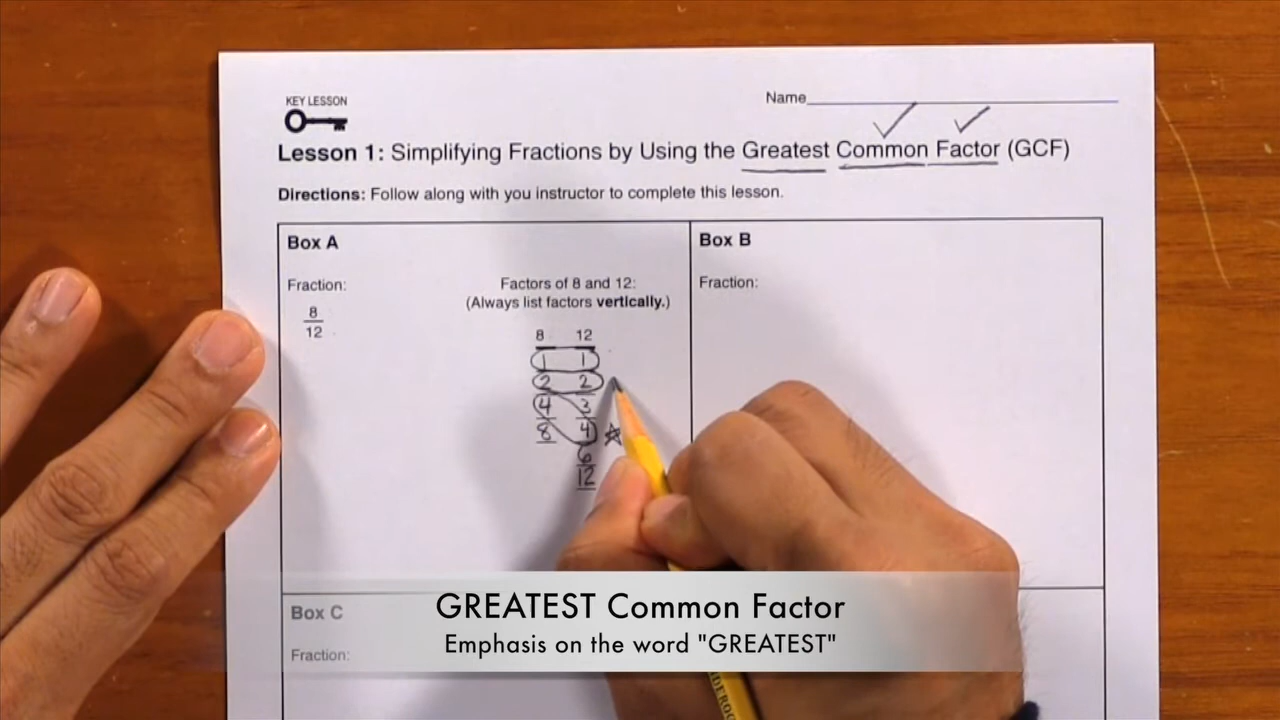 KEY LESSON
Name
Lesson 1: Simplifying Fractions by Using the Greatest Common Factor (GCF)
Directions: Follow along with you instructor to complete this lesson.
Box A
Fraction:
8
12
Factors of 8 and 12:
(Always list factors vertically.)
8 12
1 1
2 2
4 3
8 4
6
12
Box B
Fraction:
Box C
Fraction:
GREATEST Common Factor
Emphasis on the word "GREATEST"